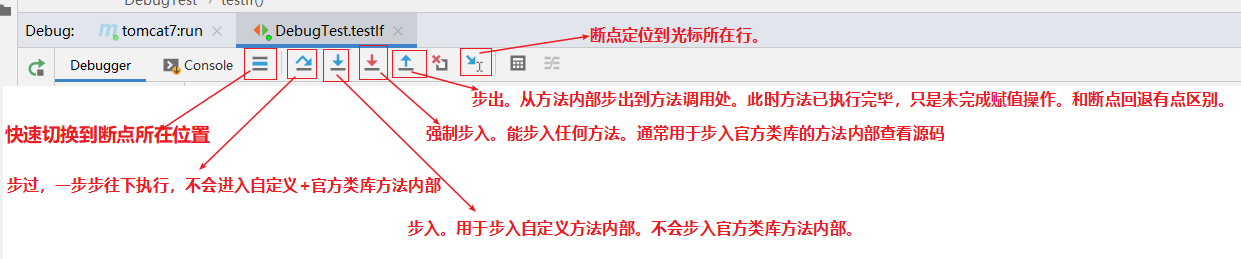 DebugTest
testIf()
Debug:
tomcat7:run
DebugTest.testIf
断点定位到光标所在行。
Debugger
Console
步出。从方法内部步出到方法调用处。此时方法已执行完毕，只是未完成赋值操作。和断点回退有点区别。
快速切换到断点所在位置
强制步入。能步入任何方法。通常用于步入官方类库的方法内部查看源码
步过，一步步往下执行，不会进入自定义+官方类库方法内部
步入。用于步入自定义方法内部。不会步入官方类库方法内部。